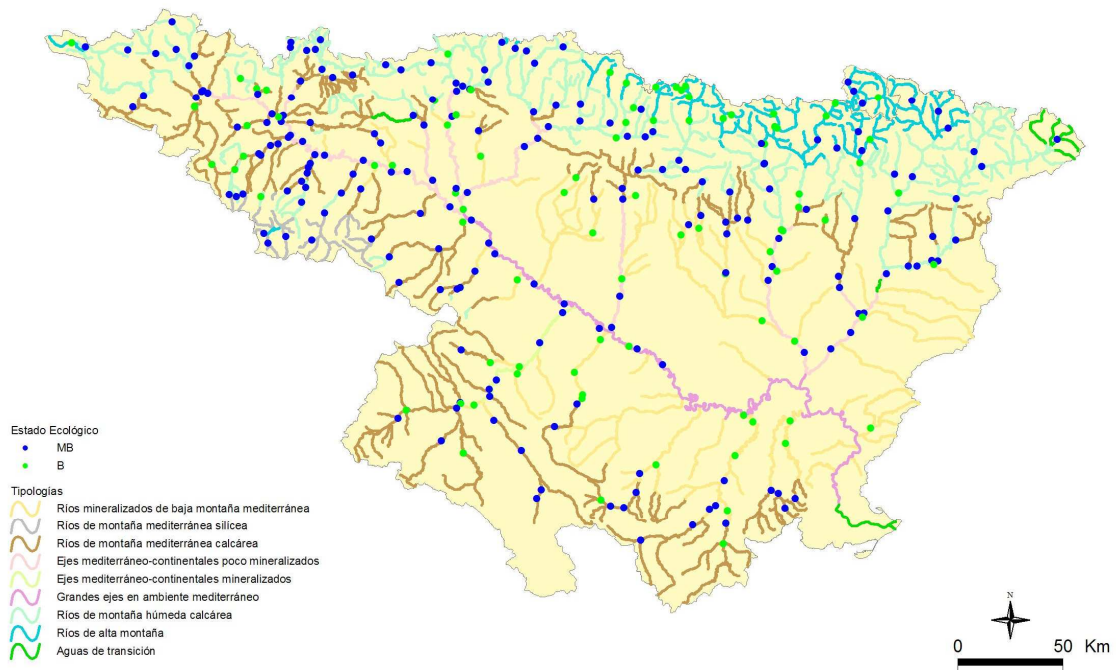 Estado Ecológico
MB
B
Tipologías
Ríos mineralizados de baja montaña mediterránea
Ríos de montaña mediterránea silícea
Ríos de montaña mediterránea calcárea
Ejes mediterráneo-continentales poco mineralizados
Ejes mediterráneo-continentales mineralizados
Grandes ejes en ambiente mediterráneo
Ríos de montaña húmeda calcárea
Ríos de alta montaña
Aguas de transición
N
0 50 Km